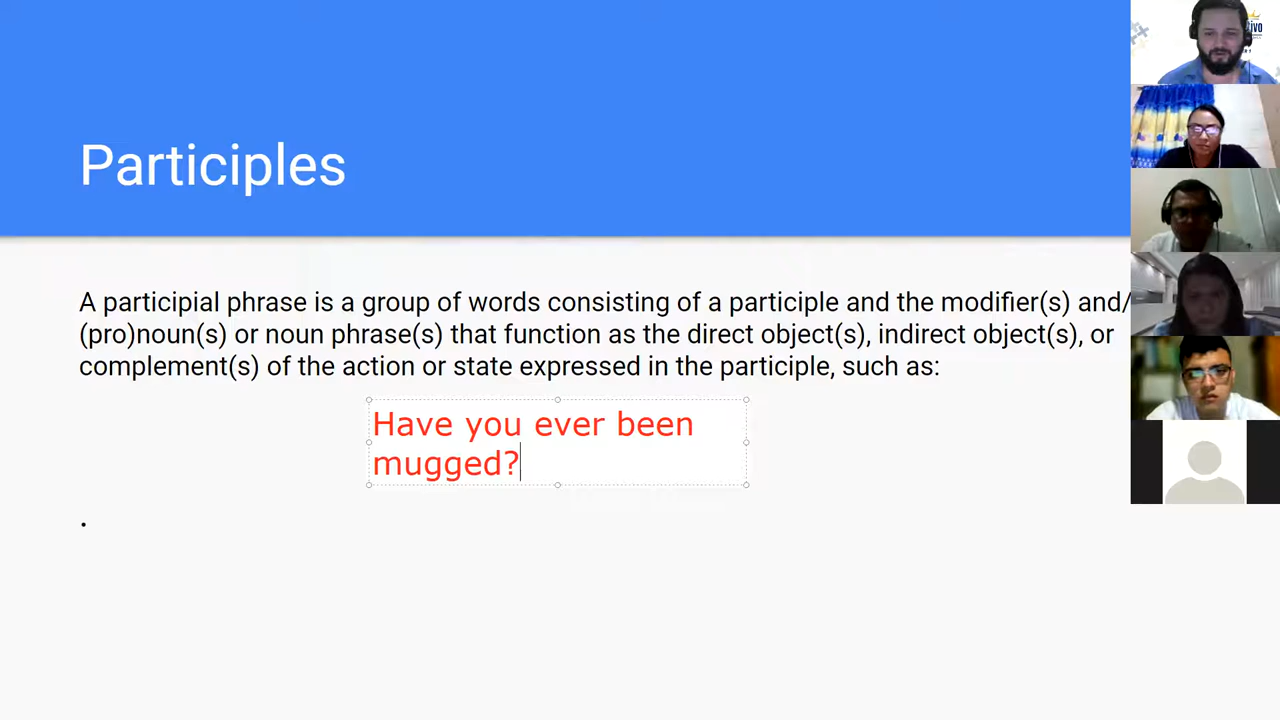 Participles
A participial phrase is a group of words consisting of a participle and the modifier(s) and/
(pro)noun(s) or noun phrase(s) that function as the direct object(s), indirect object(s), or
complement(s) of the action or state expressed in the participle, such as:
Have you ever been
mugged?
.